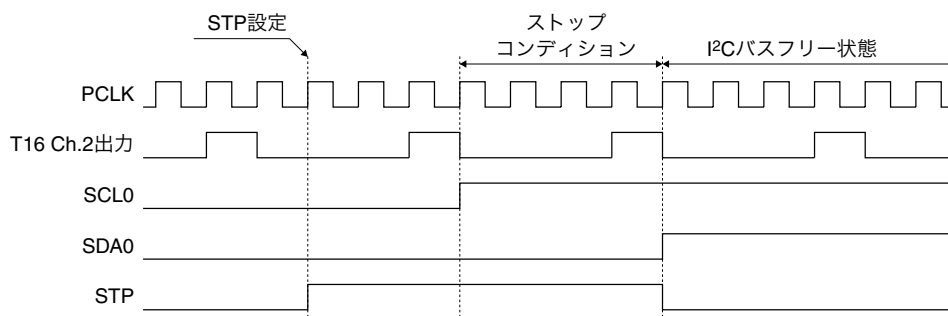 STP設定
ストップ
コンディション
I²Cバスフリー状態
PCLK
T16 Ch.2出力
SCL0
SDA0
STP